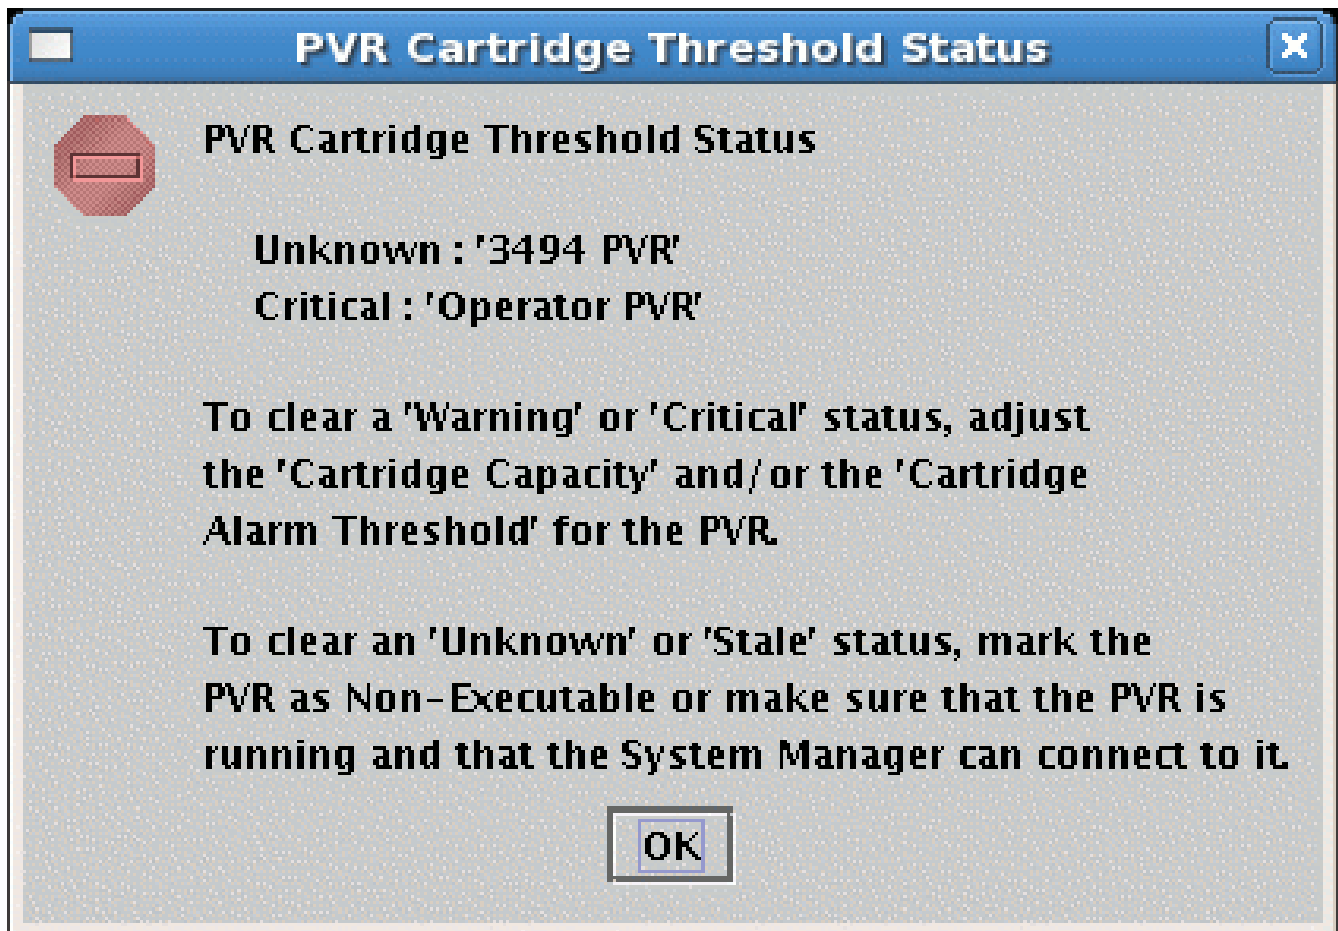 PVR Cartridge Threshold Status
PVR Cartridge Threshold Status
Unknown : '3494 PVR'
Critical : 'Operator PVR'
To clear a 'Warning' or 'Critical' status, adjust
the 'Cartridge Capacity' and/or the 'Cartridge
Alarm Threshold' for the PVR.
To clear an 'Unknown' or 'Stale' status, mark the
PVR as Non-Executable or make sure that the PVR is
running and that the System Manager can connect to it.
OK